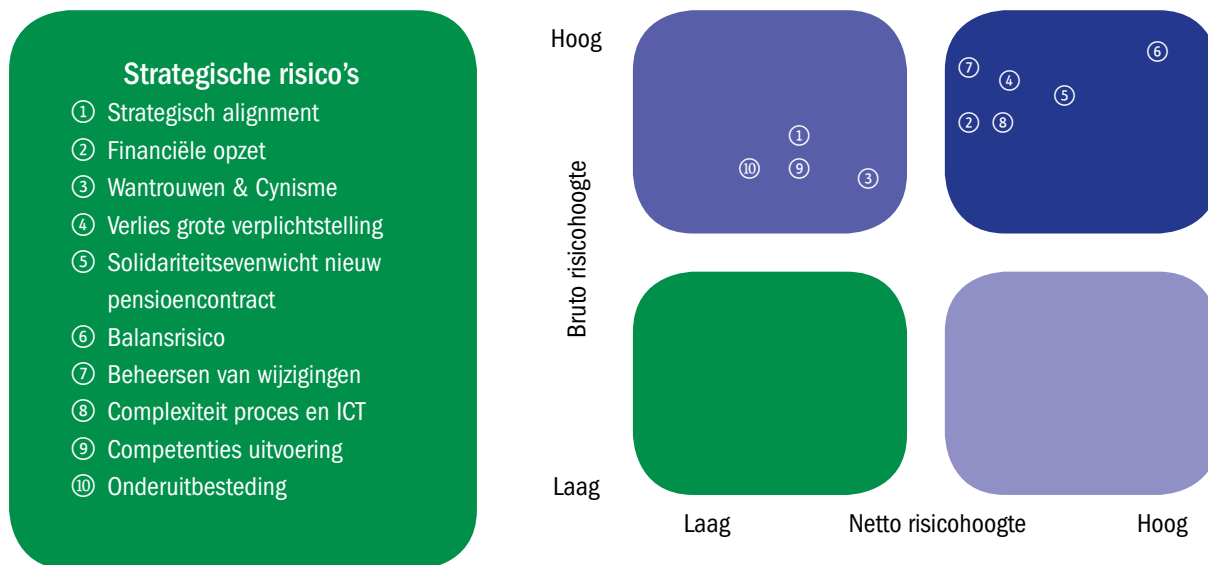 Strategische risico's
① Strategisch alignment
② Financiële opzet
③ Wantrouwen & Cynisme
④ Verlies grote verplichtstelling
⑤ Solidariteitsevenwicht nieuw
pensioencontract
⑥ Balansrisico
⑦ Beheersen van wijzigingen
⑧ Complexiteit proces en ICT
⑨ Competenties uitvoering
⑩ Onderuitbesteding
Hoog
Bruto risicohoogte
Laag
①
⑩ ⑨ ③
⑥
⑦ ④
⑤
② ⑧
Laag Netto risicohoogte Hoog